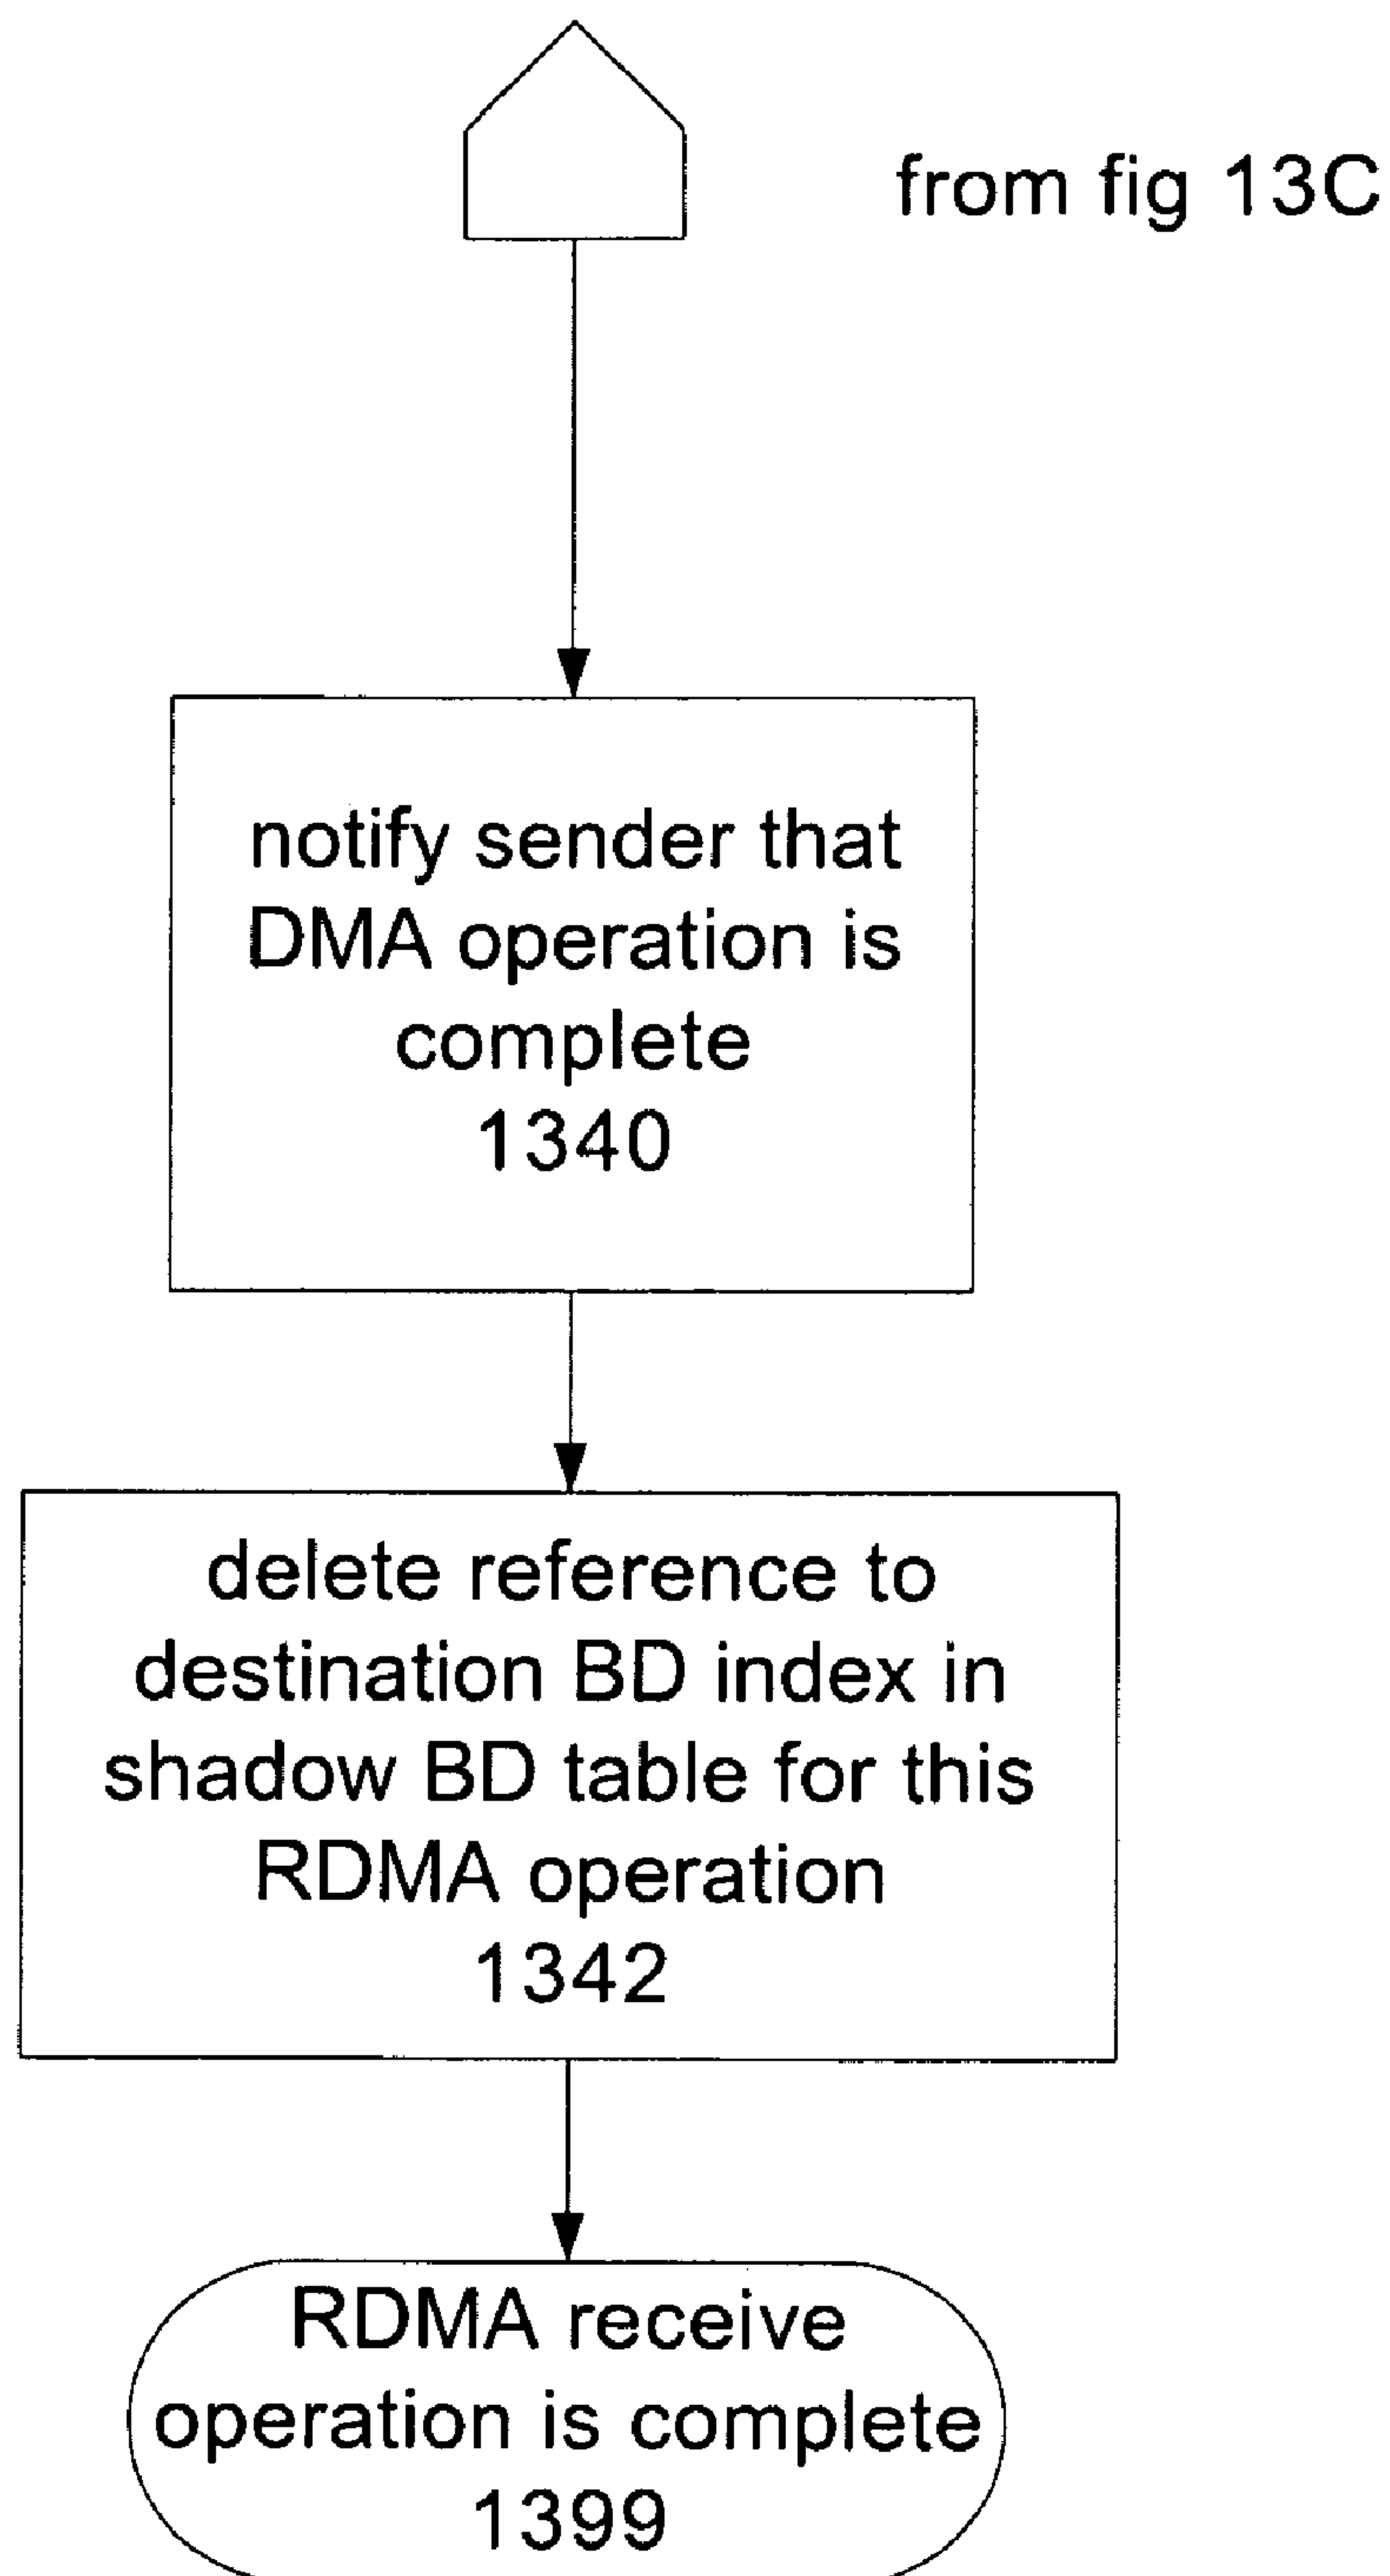 from fig 13C
notify sender that
DMA operation is
complete
1340
delete reference to
destination BD index in
shadow BD table for this
RDMA operation
1342
RDMA receive
operation is complete
1399